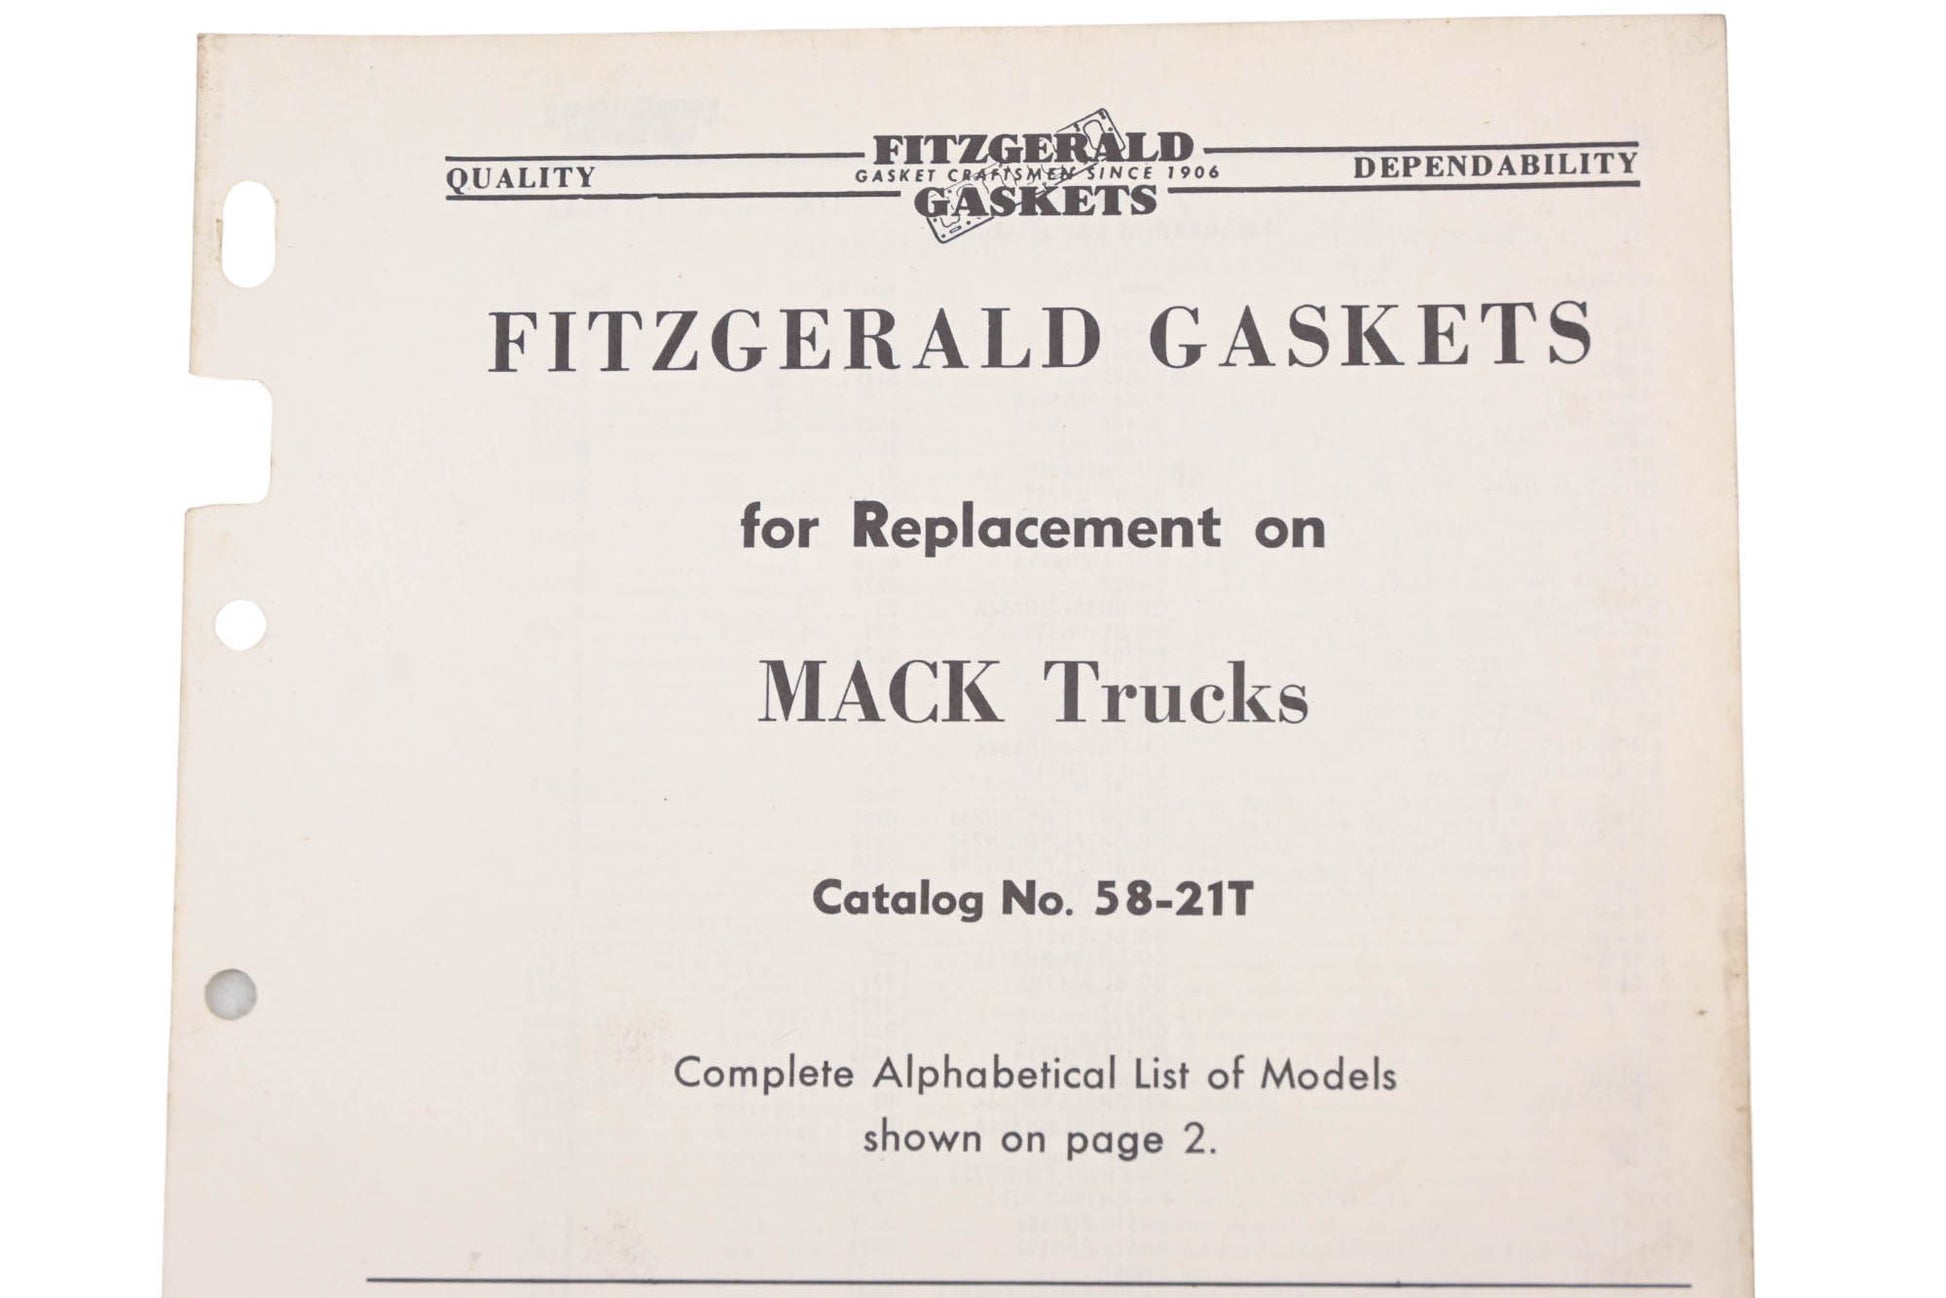 QUALITY
FITZGERALD
GASKET CRAFTSMEN SINCE 1906
GASKETS
DEPENDABILITY
FITZGERALD GASKETS
for Replacement on
MACK Trucks
Catalog No. 58-21T
Complete Alphabetical List of Models
shown on page 2.